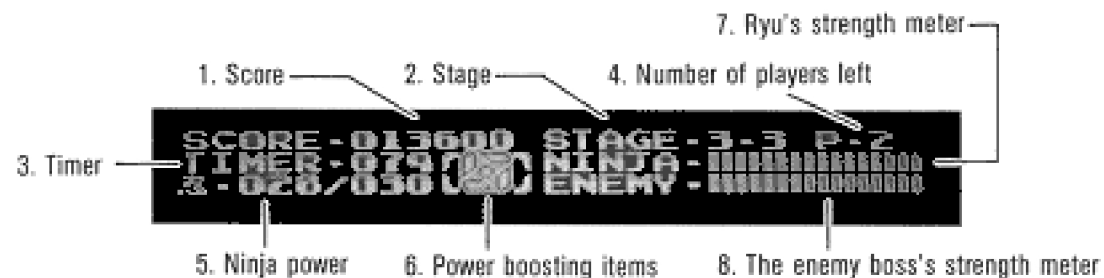 7. Ryu's strength meter
1. Score
2. Stage
4. Number of players left
SCORE-013600 STAGE-3-3 P-2
3. Timer
TIMER-079 NINJA-
-028/030 ENEMY-
5. Ninja power
6. Power boosting items
8. The enemy boss's strength meter